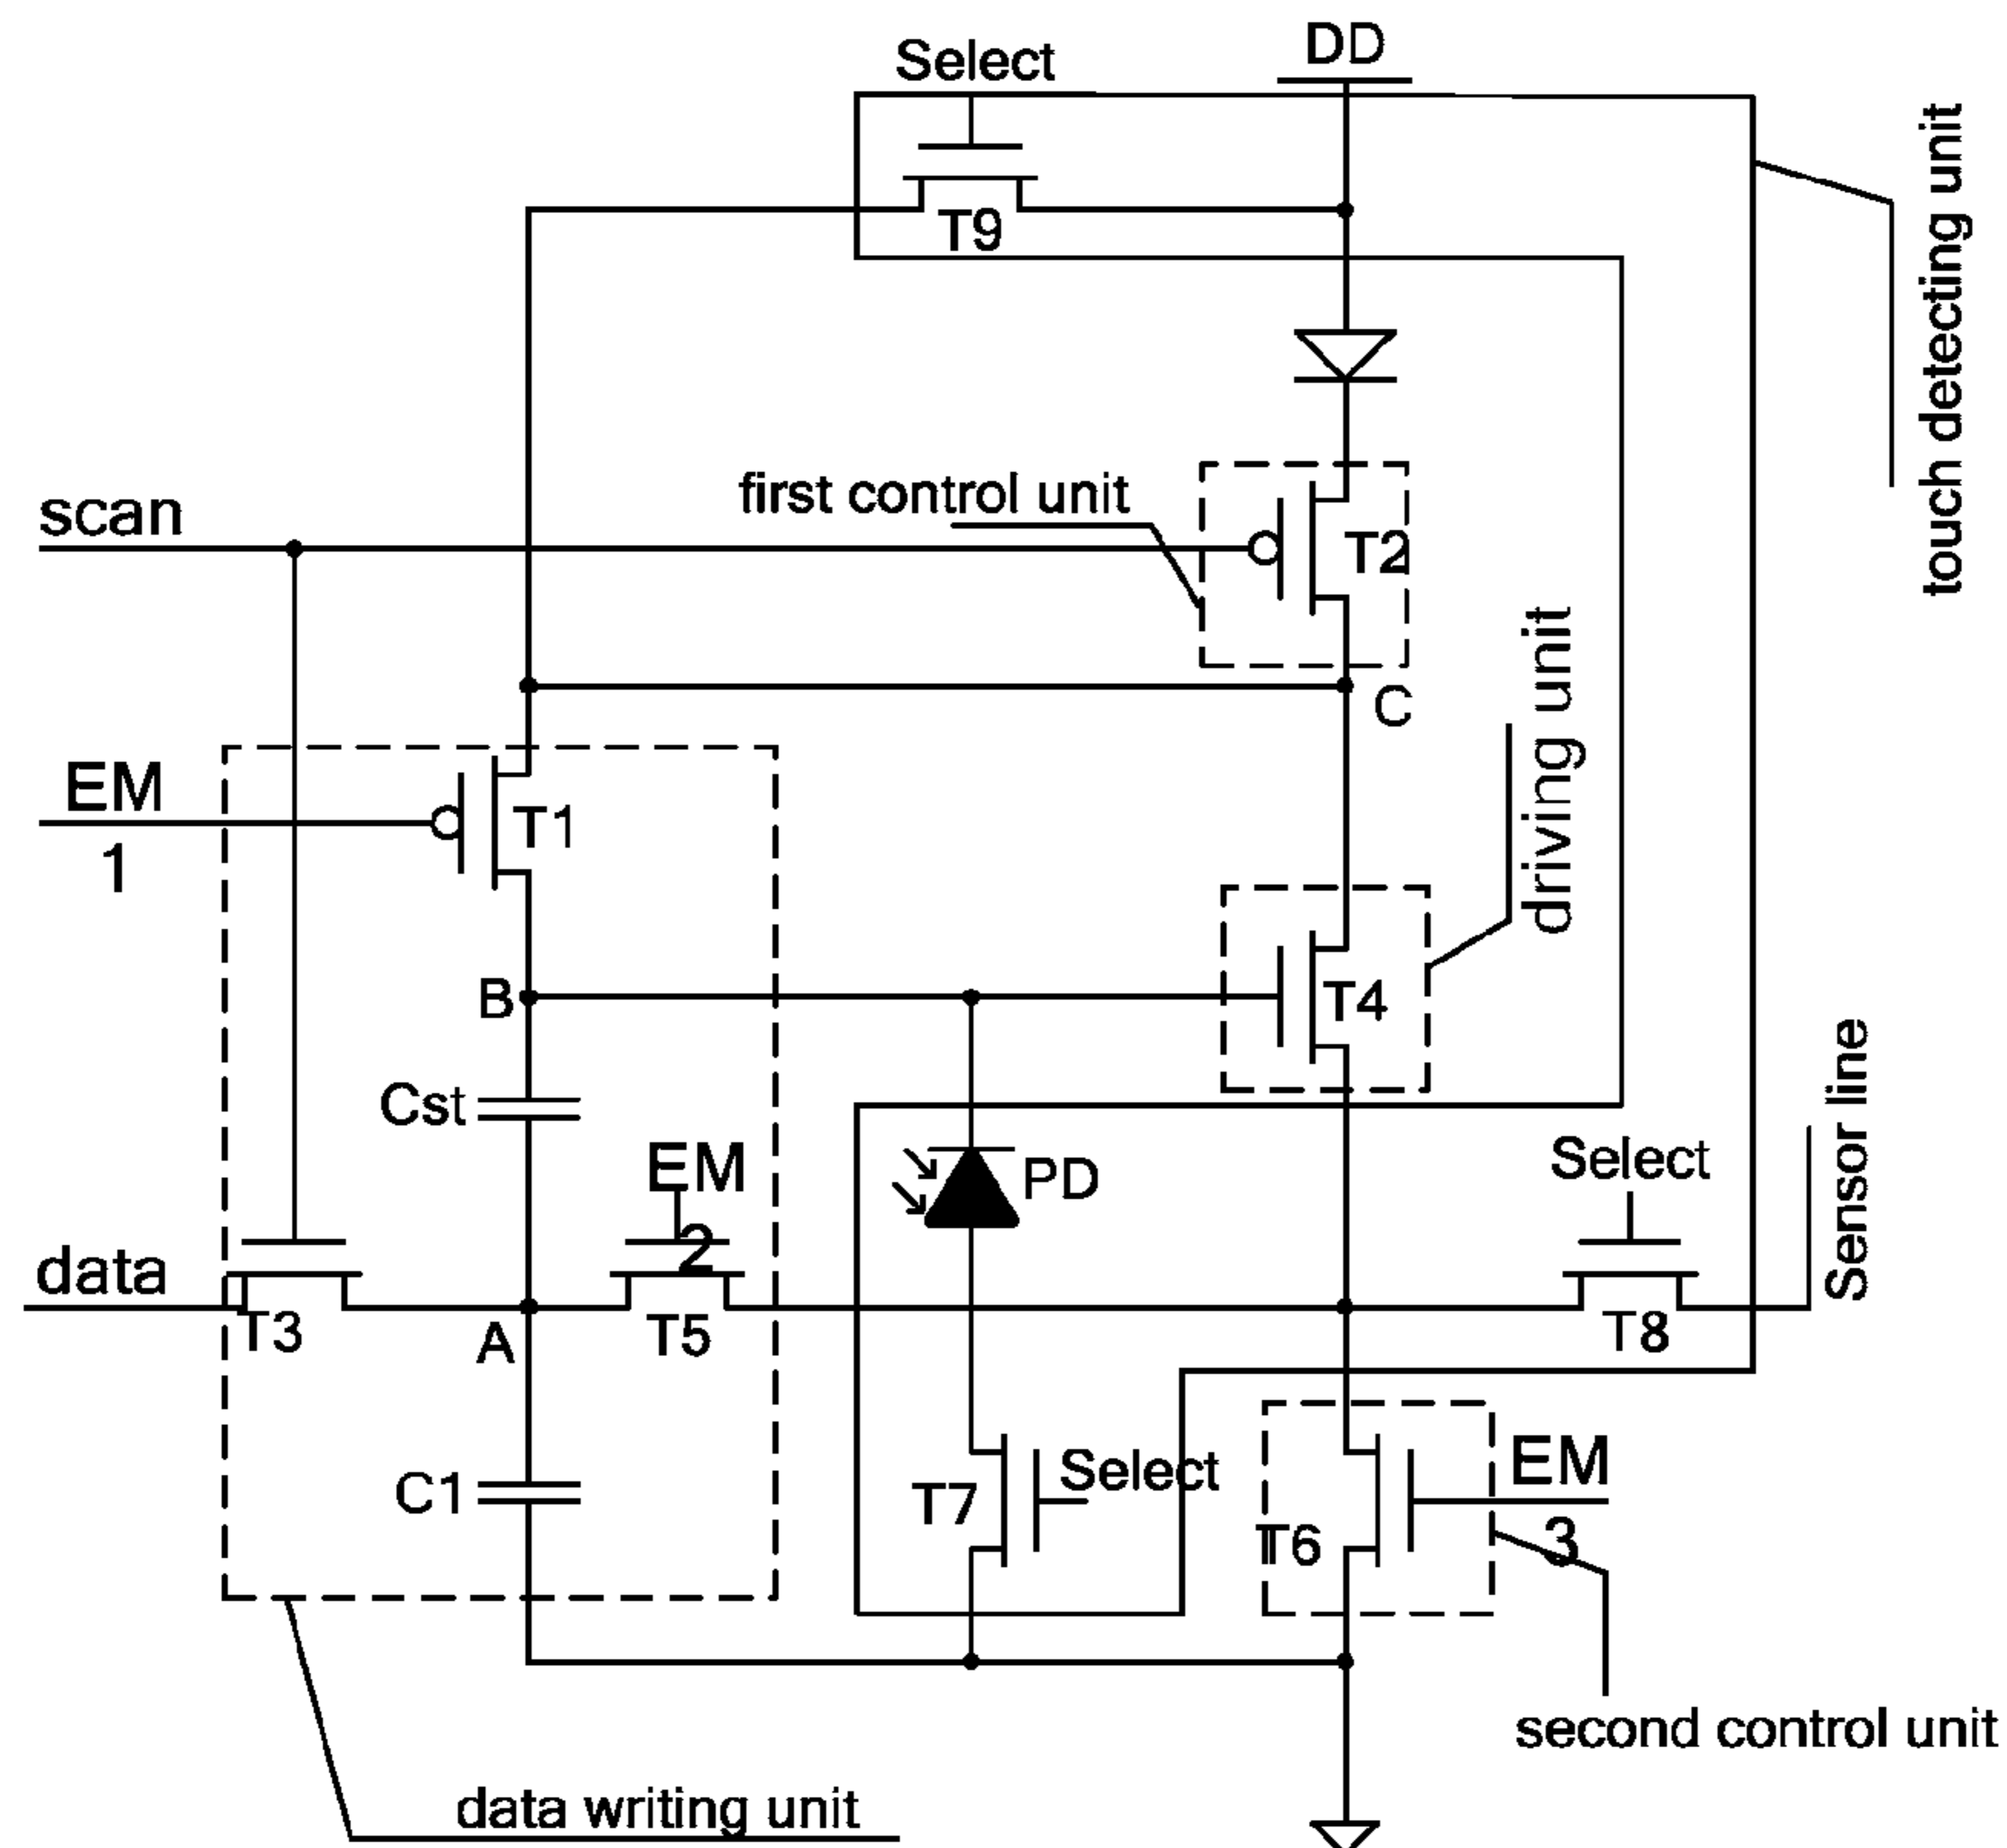 DD
Select
T9
touch detecting unit
first control unit
scan
T2
C
driving unit
EM
1
T1
B
T4
Cst
EM
2
PD
Select
Sensor line
data
T3
A
T5
T8
C1
T7
Select
T6
EM
3
second control unit
data writing unit